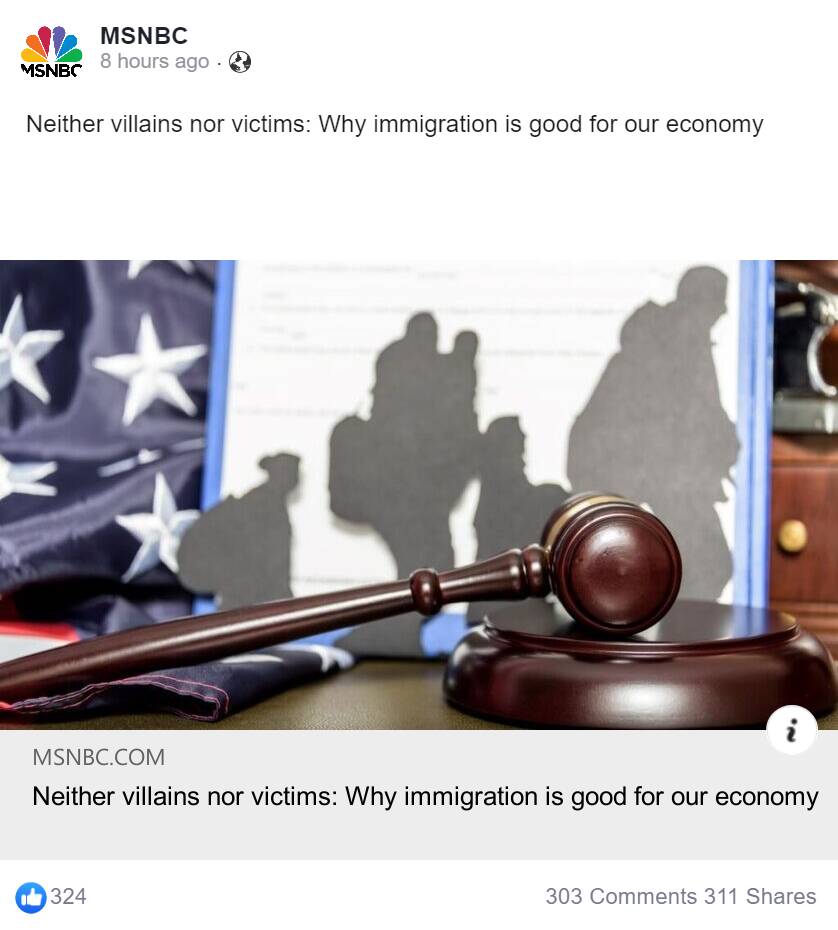 MSNBC
8 hours ago ·
MSNBC
Neither villains nor victims: Why immigration is good for our economy
MSNBC.COM
Neither villains nor victims: Why immigration is good for our economy
i
324
303 Comments 311 Shares